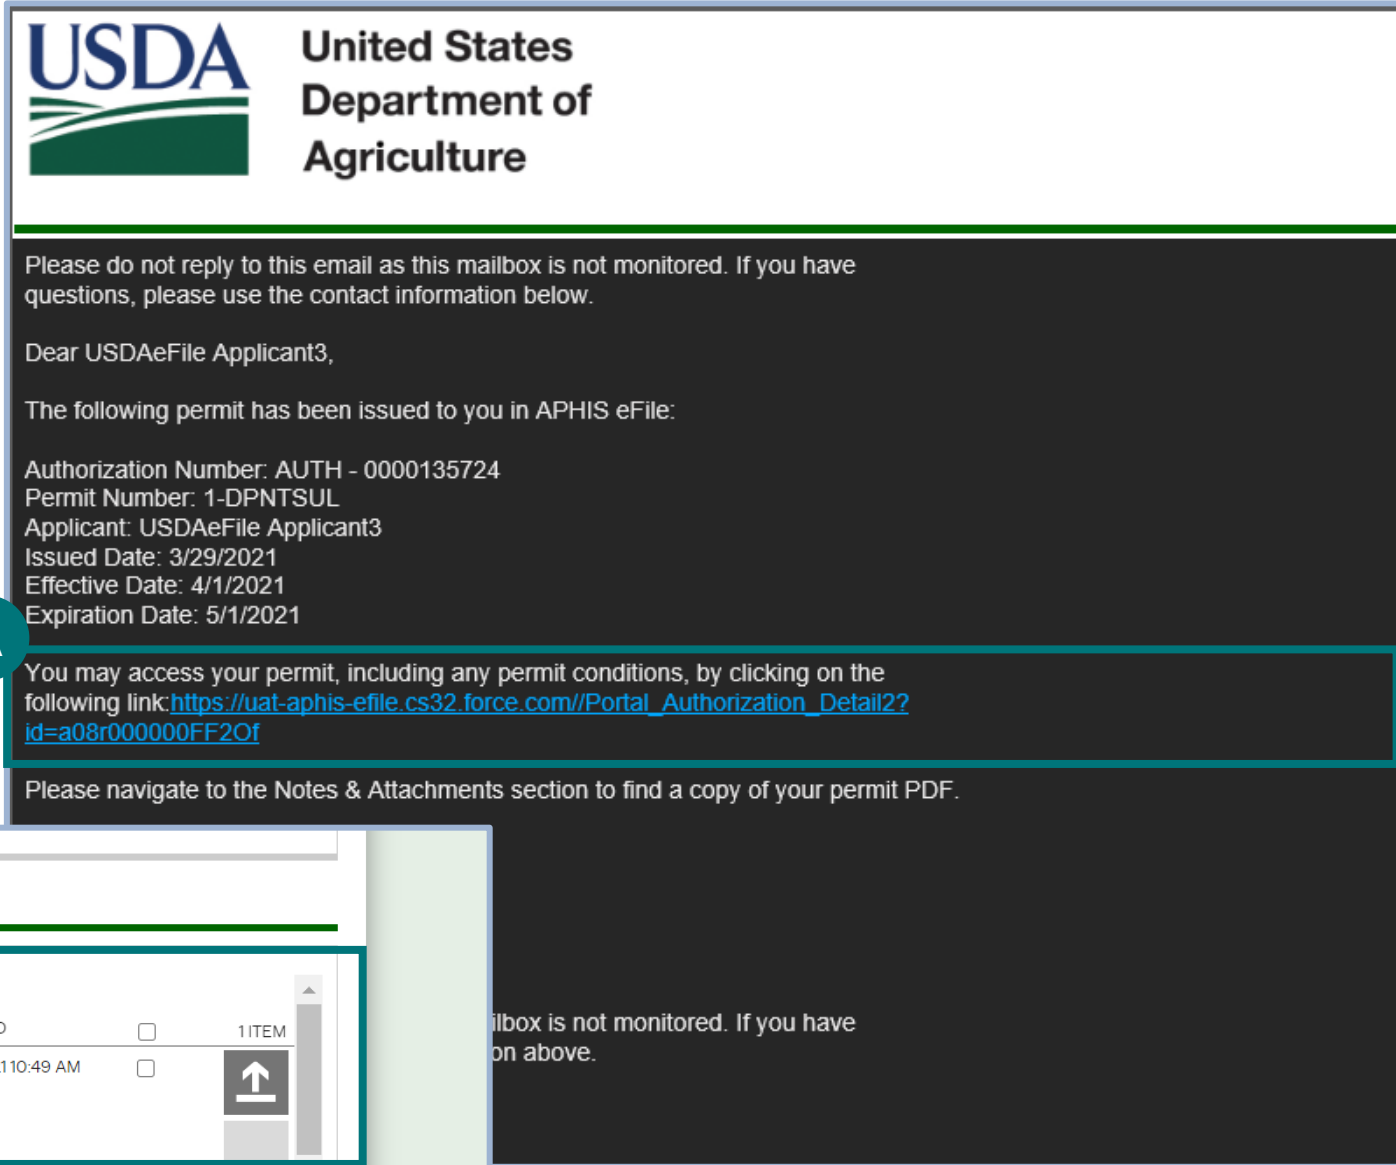 USDA
United States
Department of
Agriculture
Please do not reply to this email as this mailbox is not monitored. If you have
questions, please use the contact information below.
Dear USDAeFile Applicant3,
The following permit has been issued to you in APHIS eFile:
Authorization Number: AUTH - 0000135724
Permit Number: 1-DPNTSUL
Applicant: USDAeFile Applicant3
Issued Date: 3/29/2021
Effective Date: 4/1/2021
Expiration Date: 5/1/2021
You may access your permit, including any permit conditions, by clicking on the
following link:https://uat-aphis-efile.cs32.force.com//Portal_Authorization_Detail2?
id=a08r000000FF2Of
Please navigate to the Notes & Attachments section to find a copy of your permit PDF.
ilbox is not monitored. If you have
on above.
1 ITEM
10:49 AM